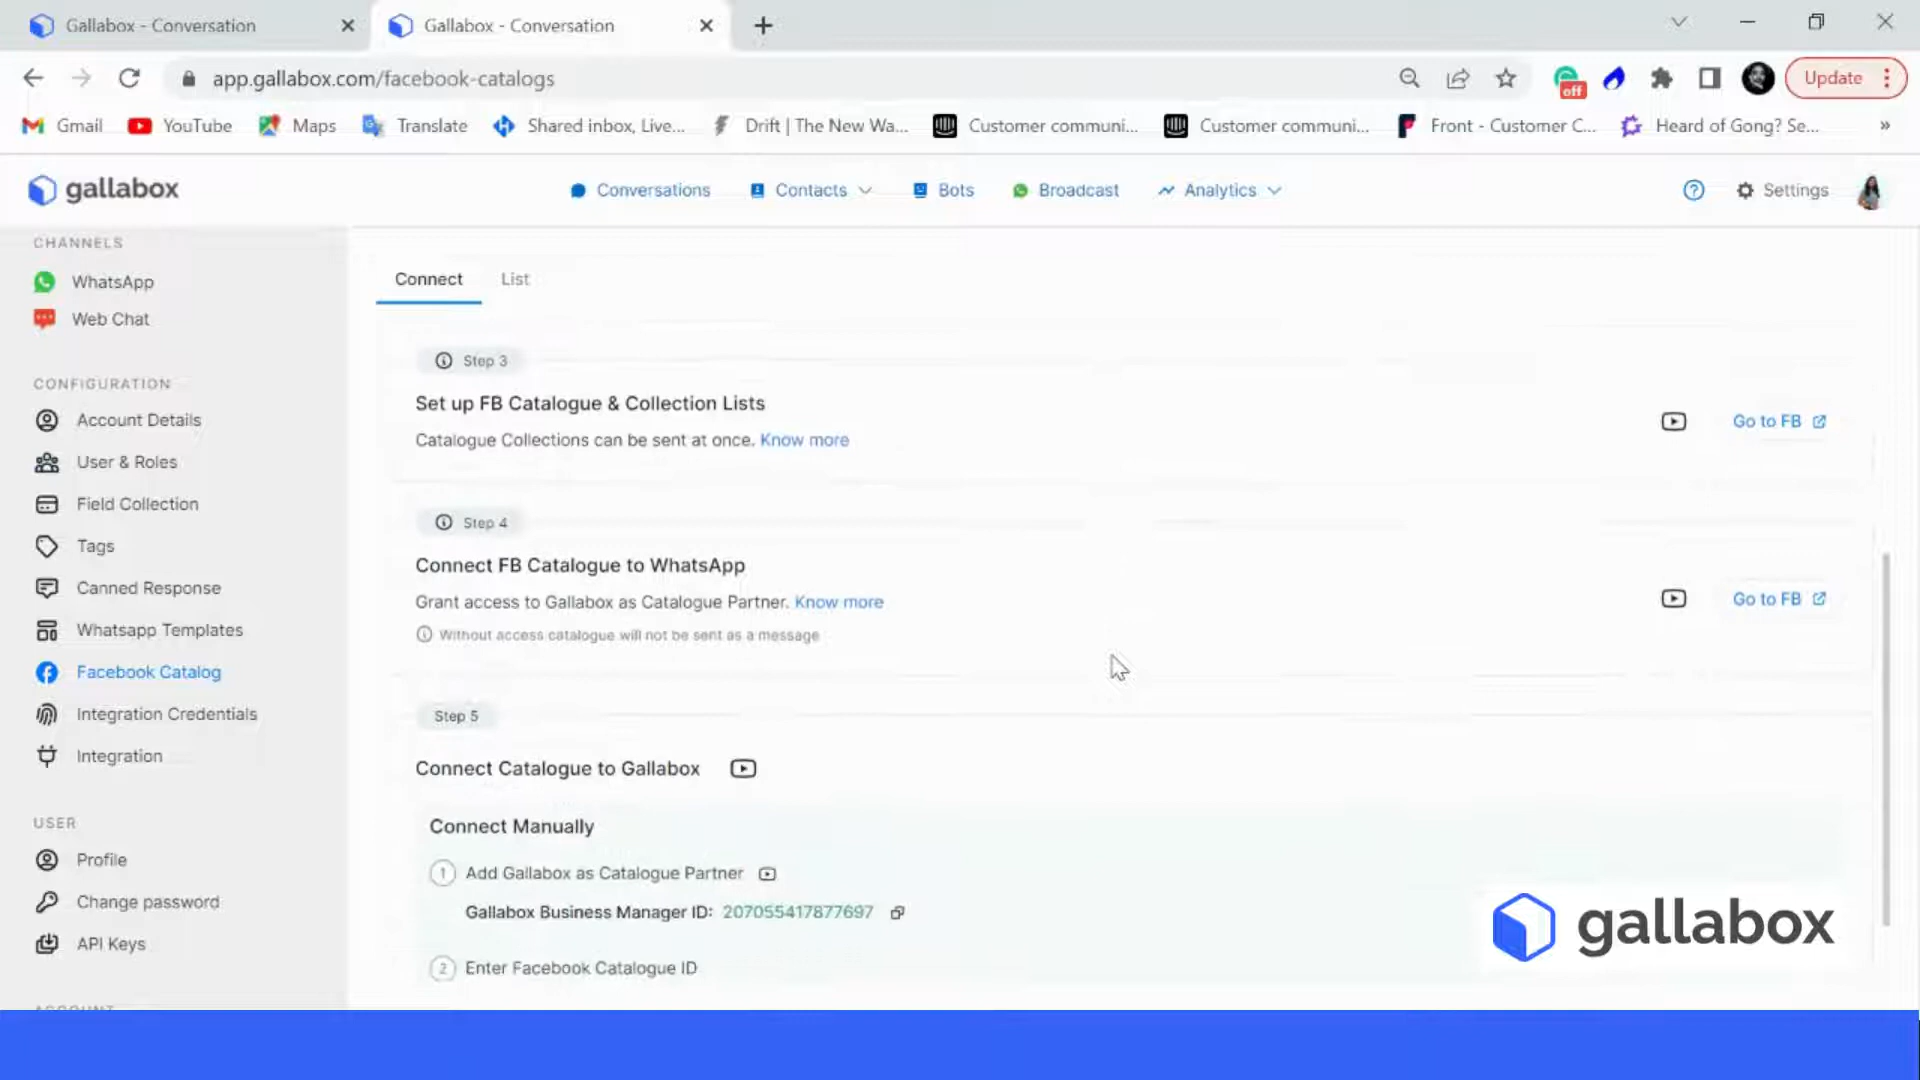 Gallabox - Conversation
Gallabox - Conversation
app.gallabox.com/facebook-catalogs
off
Update
Gmail
YouTube
Maps
Translate
Shared inbox, Live...
Drift | The New Wa...
Customer communi...
Customer communi...
Front - Customer C...
Heard of Gong? Se...
»
gallabox
Conversations
Contacts
Bots
Broadcast
Analytics
Settings
CHANNELS
WhatsApp
Web Chat
CONFIGURATION
Account Details
User & Roles
Field Collection
Tags
Canned Response
Whatsapp Templates
Facebook Catalog
Integration Credentials
Integration
USER
Profile
Change password
API Keys
ACCOUNT
Connect
List
Step 3
Set up FB Catalogue & Collection Lists
Catalogue Collections can be sent at once. Know more
Go to FB
Step 4
Connect FB Catalogue to WhatsApp
Grant access to Gallabox as Catalogue Partner. Know more
Without access catalogue will not be sent as a message
Go to FB
Step 5
Connect Catalogue to Gallabox
Connect Manually
1 Add Gallabox as Catalogue Partner
Gallabox Business Manager ID: 207055417877697
2 Enter Facebook Catalogue ID
gallabox